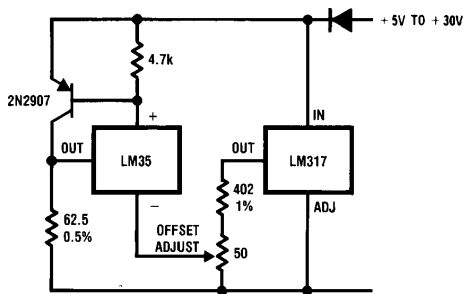 + 5V TO + 30V
4.7k
2N2907
+
IN
OUT
LM35
OUT
LM317
402
1%
ADJ
62.5
0.5%
−
OFFSET
ADJUST
50